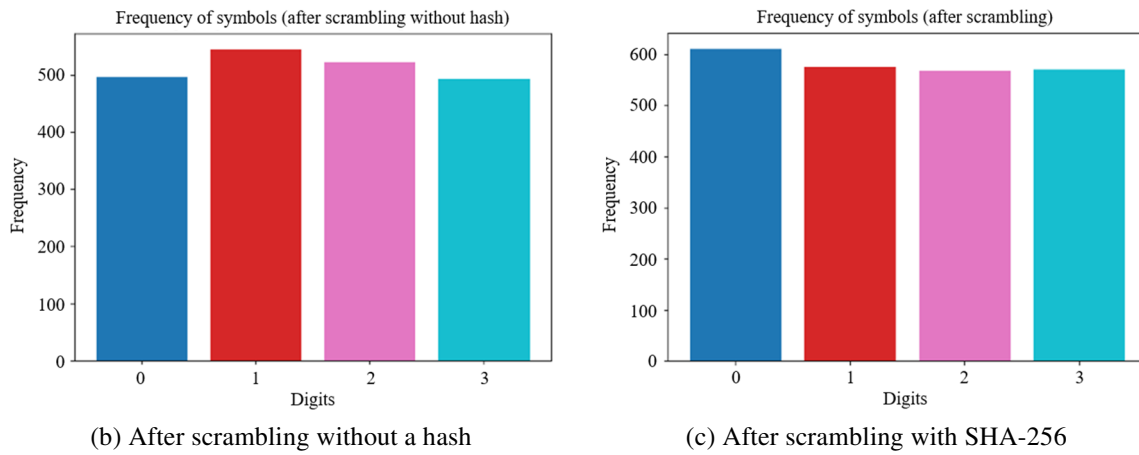 Frequency of symbols (after scrambling without hash)
500
400
300
200
100
0
Frequency
0 1 2 3
Digits
(b) After scrambling without a hash
Frequency of symbols (after scrambling)
600
500
400
300
200
100
0
Frequency
0 1 2 3
Digits
(c) After scrambling with SHA-256